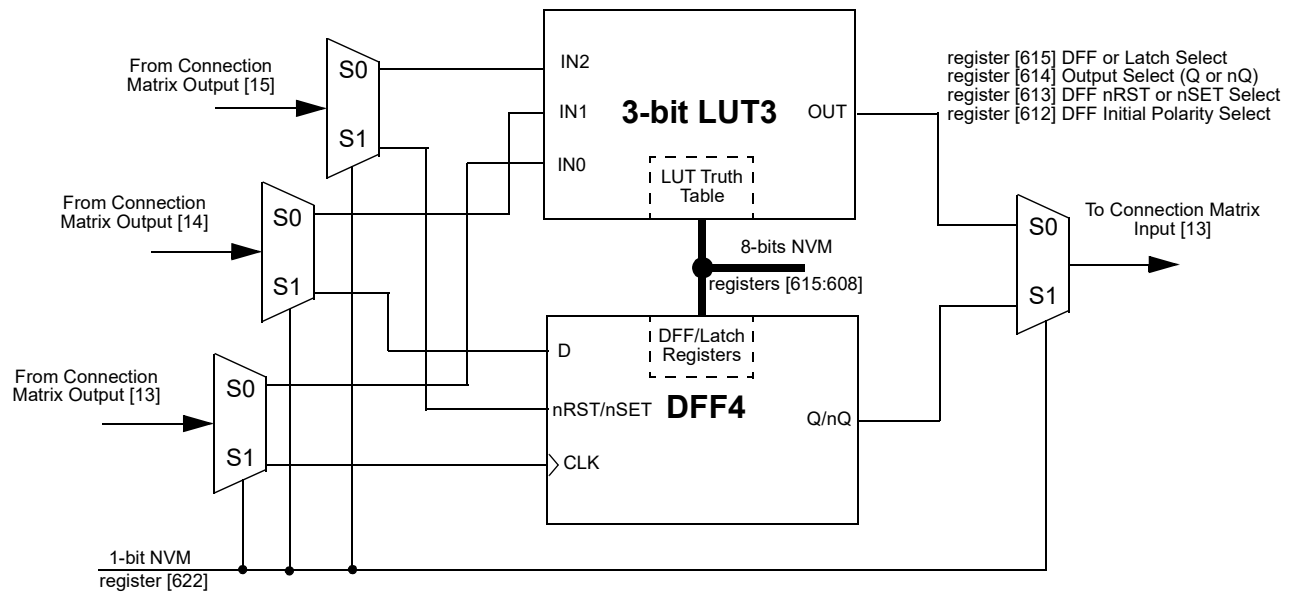 From Connection
Matrix Output [15]
S0
S1
IN2
IN1
IN0
3-bit LUT3
OUT
LUT Truth
Table
register [615] DFF or Latch Select
register [614] Output Select (Q or nQ)
register [613] DFF nRST or nSET Select
register [612] DFF Initial Polarity Select
From Connection
Matrix Output [14]
S0
S1
8-bits NVM
registers [615:608]
S0
S1
To Connection Matrix
Input [13]
From Connection
Matrix Output [13]
S0
S1
D
nRST/nSET
CLK
DFF/Latch
Registers
DFF4
Q/nQ
1-bit NVM
register [622]